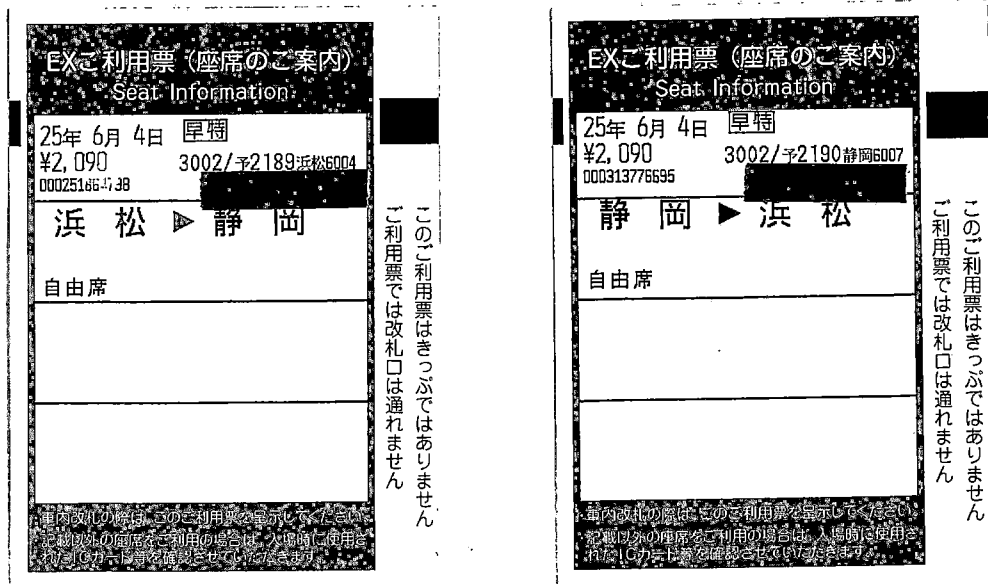 EXご利用票(座席のご案内)
Seat Information
25年 6月 4日 早特
¥2,090 3002/予2189浜松6004
浜 松 ▷ 静 岡
自由席
車内改札の際は、このご利用票を呈示してください。
記載以外の座席をご利用の場合は、入場時に使用さ
れたICカード等を確認させていただきます。
このご利用票はきっぷではありません
ご利用票では改札口は通れません
EXご利用票(座席のご案内)
Seat Information
25年 6月 4日 早特
¥2,090 3002/予2190静岡6007
000313776695
静 岡 ▶ 浜 松
自由席
車内改札の際は、このご利用票を呈示してください。
記載以外の座席をご利用の場合は、入場時に使用さ
れたICカード等を確認させていただきます。
このご利用票はきっぷではありません
ご利用票では改札口は通れません